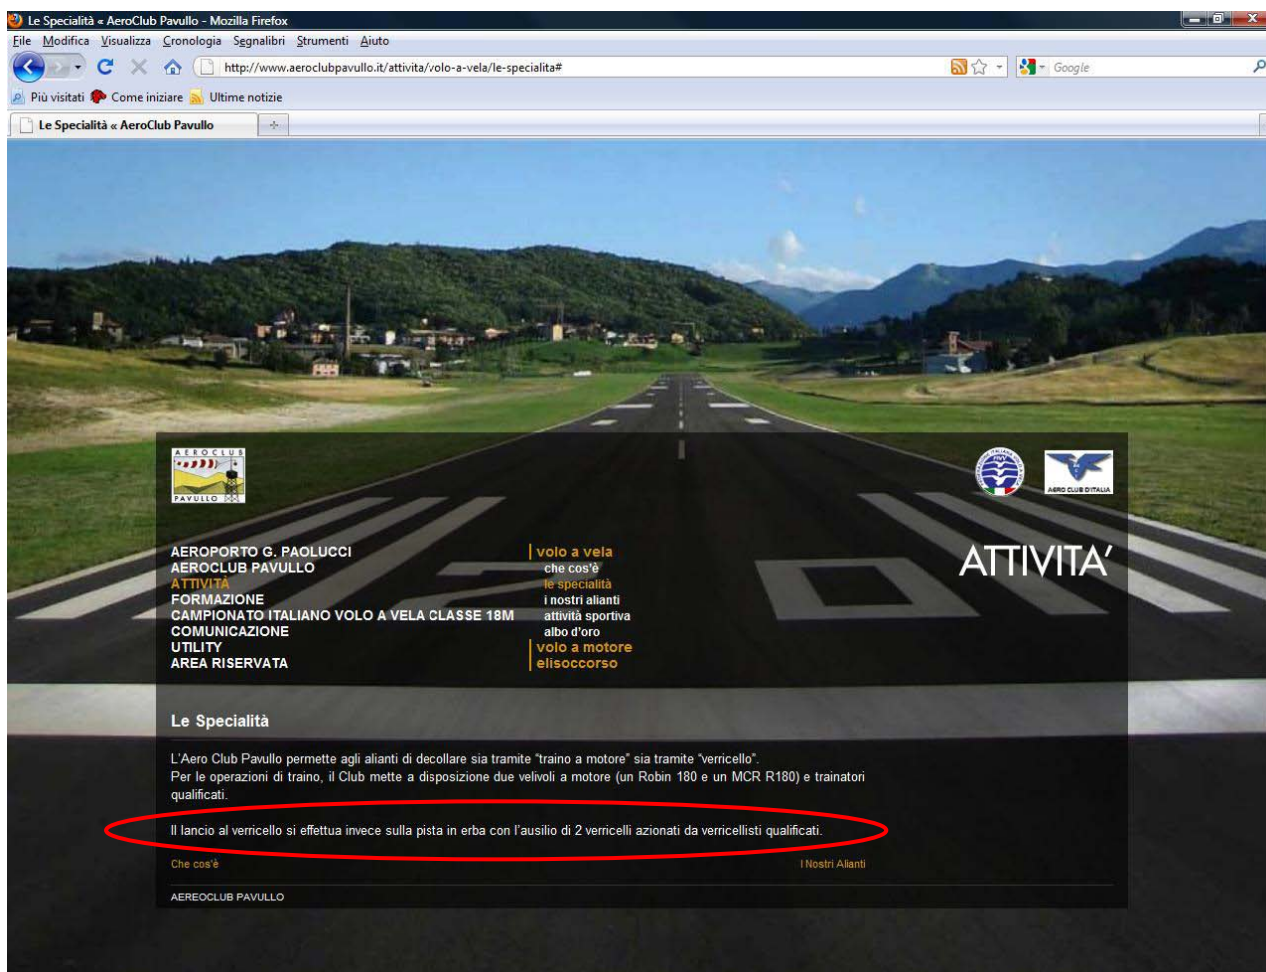 Le Specialità « AeroClub Pavullo - Mozilla Firefox
File Modifica Visualizza Cronologia Segnalibri Strumenti Aiuto
http://www.aeroclubpavullo.it/attivita/volo-a-vela/le-specialita#
Google
Più visitati Come iniziare Ultime notizie
Le Specialità « AeroClub Pavullo
AEROCLUB
PAVULLO
AERO CLUB D'ITALIA
ATTIVITA'
AEROPORTO G. PAOLUCCI
AEROCLUB PAVULLO
ATTIVITÀ
FORMAZIONE
CAMPIONATO ITALIANO VOLO A VELA CLASSE 18M
COMUNICAZIONE
UTILITY
AREA RISERVATA
volo a vela
che cos'è
le specialità
i nostri alianti
attività sportiva
albo d'oro
volo a motore
elisoccorso
20
Le Specialità
L'Aero Club Pavullo permette agli alianti di decollare sia tramite "traino a motore" sia tramite "verricello".
Per le operazioni di traino, il Club mette a disposizione due velivoli a motore (un Robin 180 e un MCR R180) e trainatori
qualificati.
Il lancio al verricello si effettua invece sulla pista in erba con l'ausilio di 2 verricelli azionati da verricellisti qualificati.
Che cos'è
I Nostri Alianti
AEREOCLUB PAVULLO